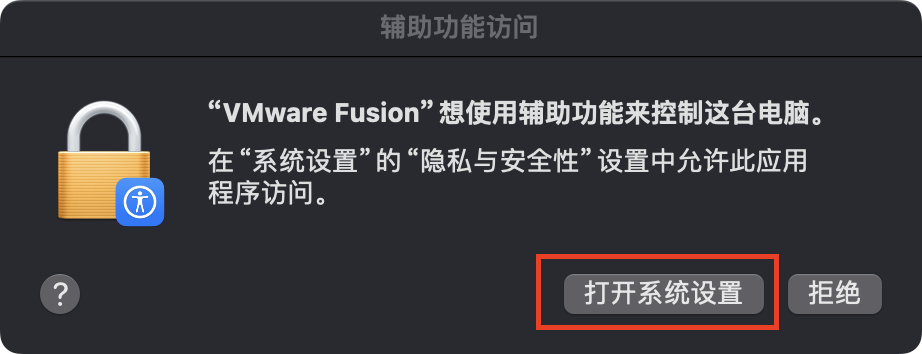 辅助功能访问
“VMware Fusion”想使用辅助功能来控制这台电脑。
在“系统设置”的“隐私与安全性”设置中允许此应用
程序访问。
?
打开系统设置
拒绝